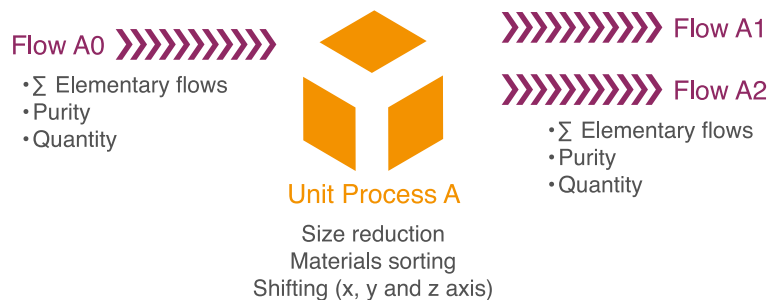 Flow A0
•∑ Elementary flows
•Purity
•Quantity
Unit Process A
Size reduction
Materials sorting
Shifting (x, y and z axis)
Flow A1
Flow A2
•∑ Elementary flows
•Purity
•Quantity